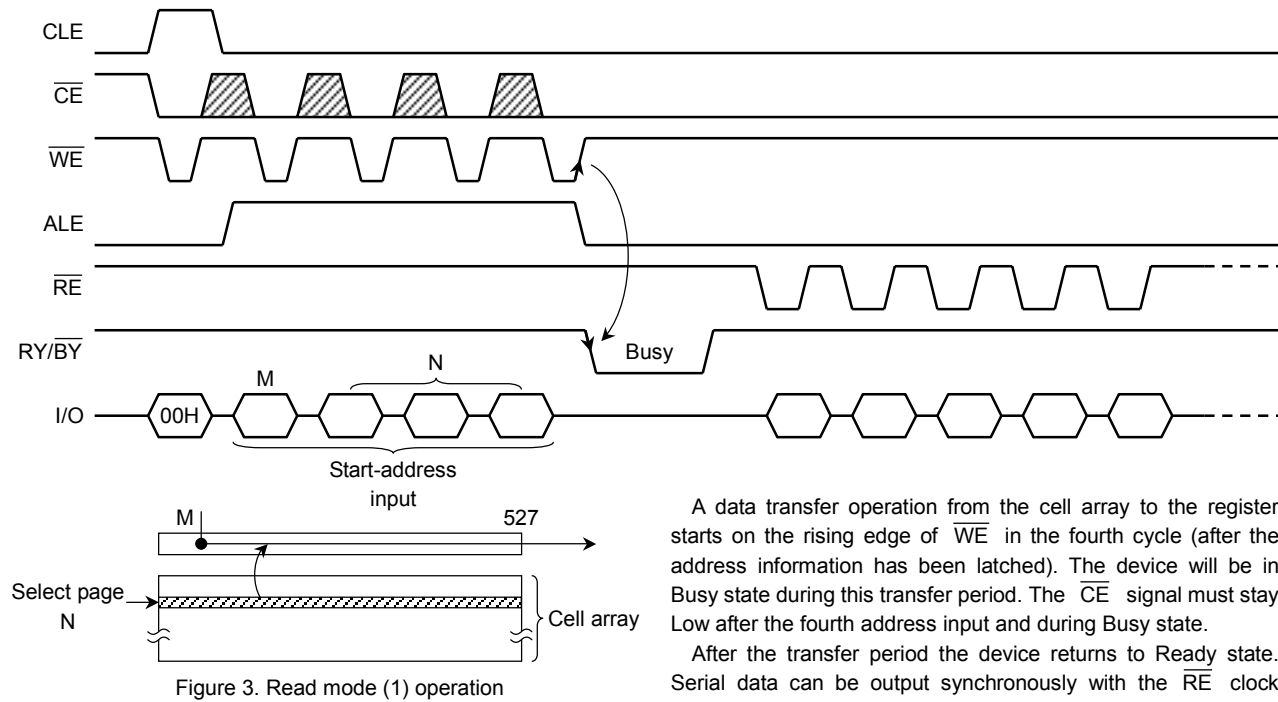 CLE
CE
WE
ALE
RE
RY/BY
Busy
M
N
I/O
00H
Start-address
input
M
527
Select page
N
Cell array
Figure 3. Read mode (1) operation
A data transfer operation from the cell array to the register
starts on the rising edge of WE in the fourth cycle (after the
address information has been latched). The device will be in
Busy state during this transfer period. The CE signal must stay
Low after the fourth address input and during Busy state.
After the transfer period the device returns to Ready state.
Serial data can be output synchronously with the RE clock